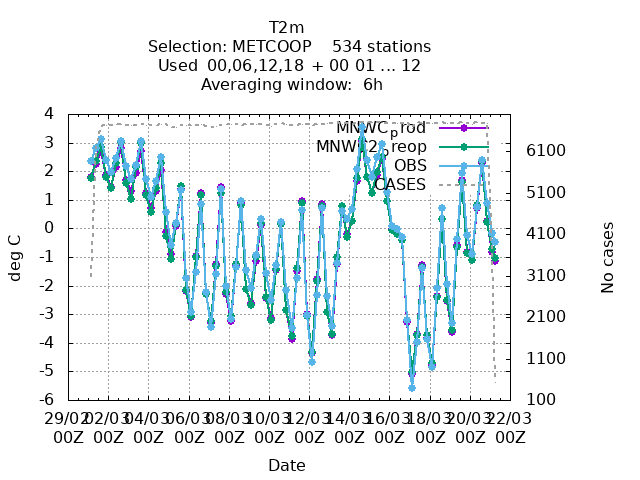 T2m
Selection: METCOOP    534 stations
Used  00,06,12,18  + 00 01 ... 12
Averaging window:  6h
MNWC_prod
MNWC2_preop
OBS
CASES
4
3
2
1
0
-1
-2
-3
-4
-5
-6
deg C
6100
5100
4100
3100
2100
1100
100
No cases
29/02 02/03 04/03 06/03 08/03 10/03 12/03 14/03 16/03 18/03 20/03 22/03
00Z 00Z 00Z 00Z 00Z 00Z 00Z 00Z 00Z 00Z 00Z 00Z
Date